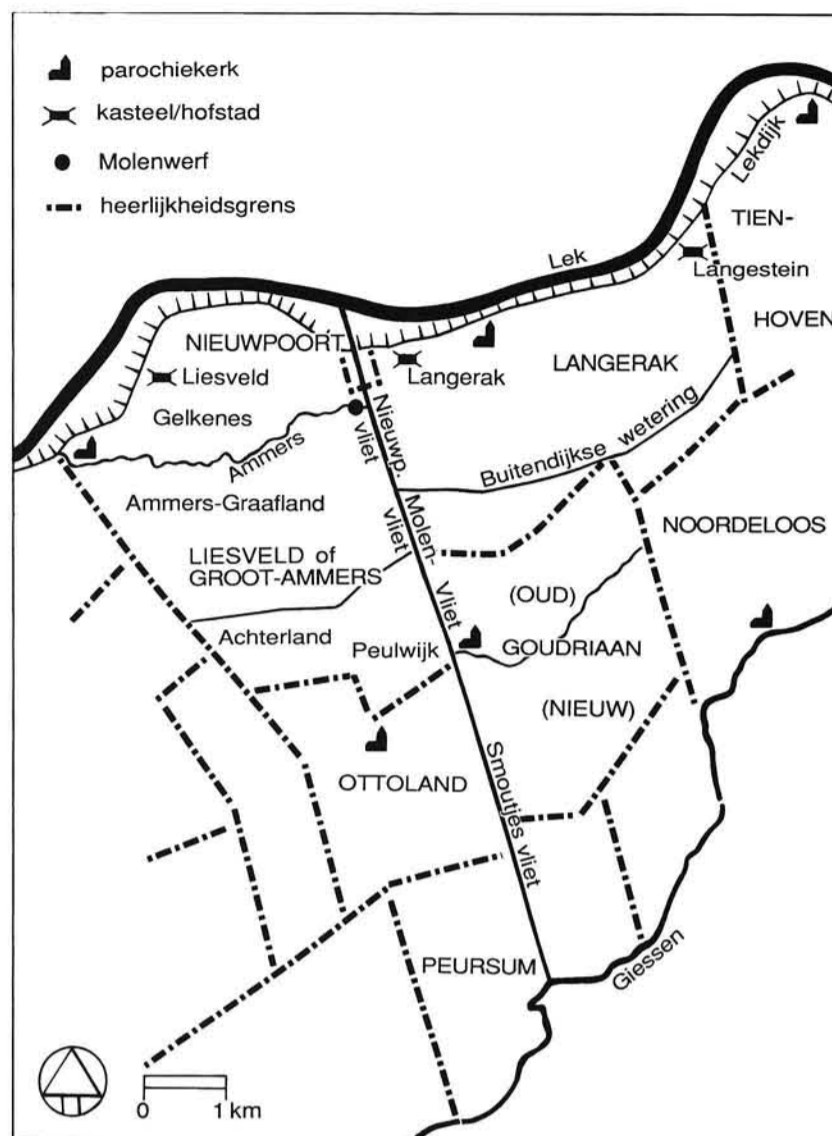 parochiekerk
kasteel/hofstad
Molenwerf
heerlijkheidsgrens
Lekdijk
TIEN-
HOVEN
Langestein
Lek
NIEUWPOORT
Liesveld
Langerak
LANGERAK
Gelkenes
Ammers
Nieuwp.
vliet
Buitendijkse wetering
Ammers-Graafland
Molen-
vliet
NOORDELOOS
LIESVELD of
GROOT-AMMERS
Vliet
(OUD)
GOUDRIAAN
Achterland
Peulwijk
(NIEUW)
OTTOLAND
Smoutjes vliet
PEURSUM
Giessen
0 1 km